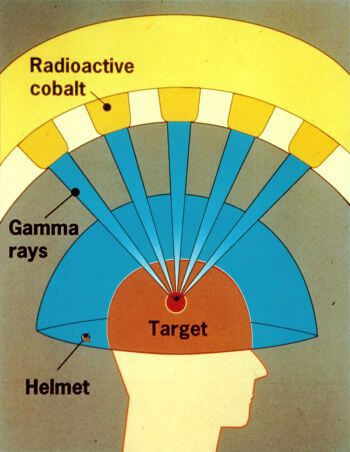 Radioactive
cobalt
Gamma
rays
Target
Helmet